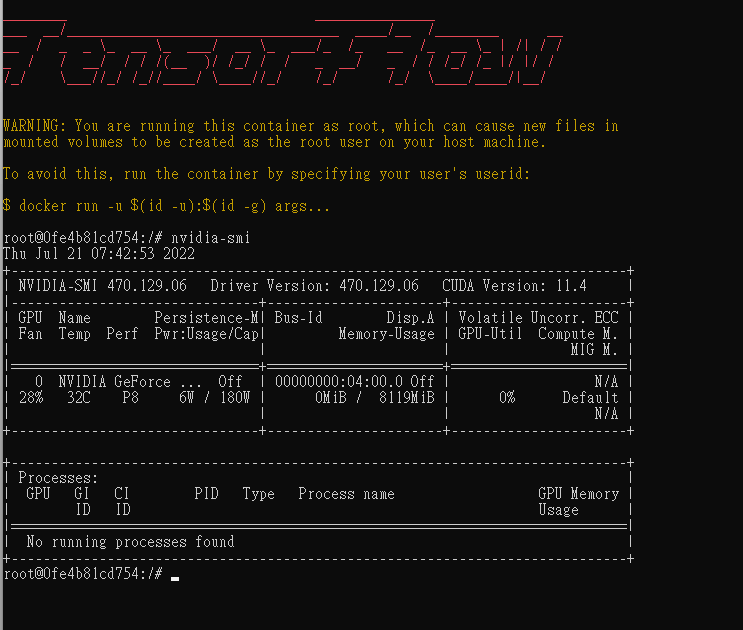 TensorFlow
WARNING: You are running this container as root, which can cause new files in
mounted volumes to be created as the root user on your host machine.
To avoid this, run the container by specifying your user's userid:
$ docker run -u $(id -u):$(id -g) args...
root@0fe4b81cd754:/# nvidia-smi
Thu Jul 21 07:42:53 2022
+-----------------------------------------------------------------------------+
| NVIDIA-SMI 470.129.06   Driver Version: 470.129.06   CUDA Version: 11.4     |
|-------------------------------+----------------------+----------------------+
| GPU  Name        Persistence-M| Bus-Id        Disp.A | Volatile Uncorr. ECC |
| Fan  Temp  Perf  Pwr:Usage/Cap|         Memory-Usage | GPU-Util  Compute M. |
|                               |                      |               MIG M. |
|===============================+======================+======================|
|   0  NVIDIA GeForce ...  Off  | 00000000:04:00.0 Off |                  N/A |
| 28%   32C    P8     6W / 180W |      0MiB /  8119MiB |      0%      Default |
|                               |                      |                  N/A |
+-------------------------------+----------------------+----------------------+
+-----------------------------------------------------------------------------+
| Processes:                                                                  |
|  GPU   GI   CI        PID   Type   Process name                  GPU Memory |
|        ID   ID                                                   Usage      |
|=============================================================================|
|  No running processes found                                                 |
+-----------------------------------------------------------------------------+
root@0fe4b81cd754:/#